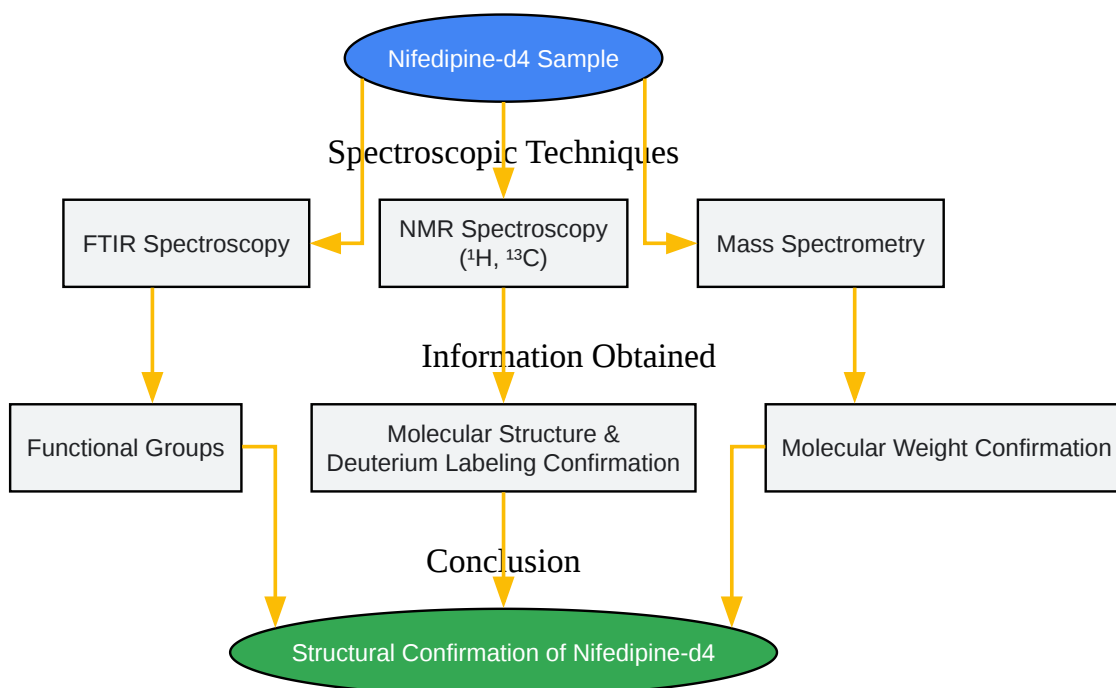 Nifedipine-d4 Sample
Spectroscopic Techniques
FTIR Spectroscopy
NMR Spectroscopy
(¹H, ¹³C)
Mass Spectrometry
Information Obtained
Functional Groups
Molecular Structure &
Deuterium Labeling Confirmation
Molecular Weight Confirmation
Conclusion
Structural Confirmation of Nifedipine-d4